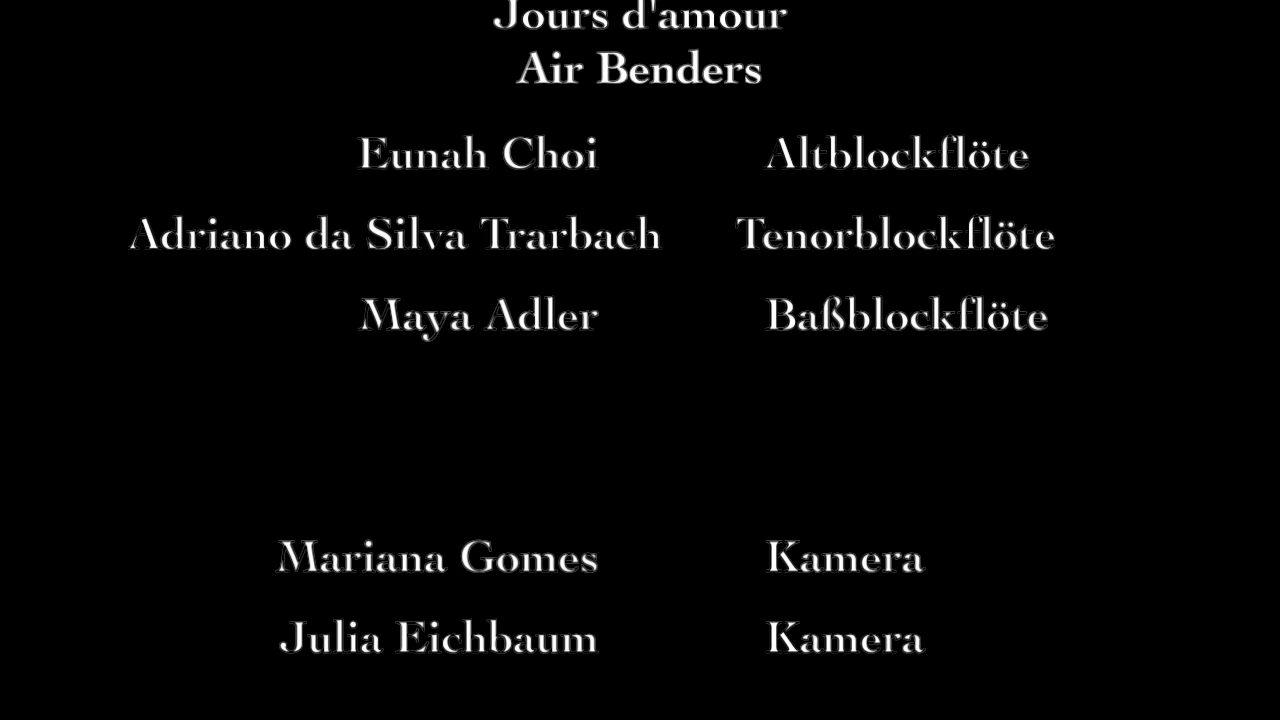 Jours d'amour
Air Benders
Eunah Choi Altblockflöte
Adriano da Silva Trarbach Tenorblockflöte
Maya Adler Baßblockflöte
Mariana Gomes Kamera
Julia Eichbaum Kamera